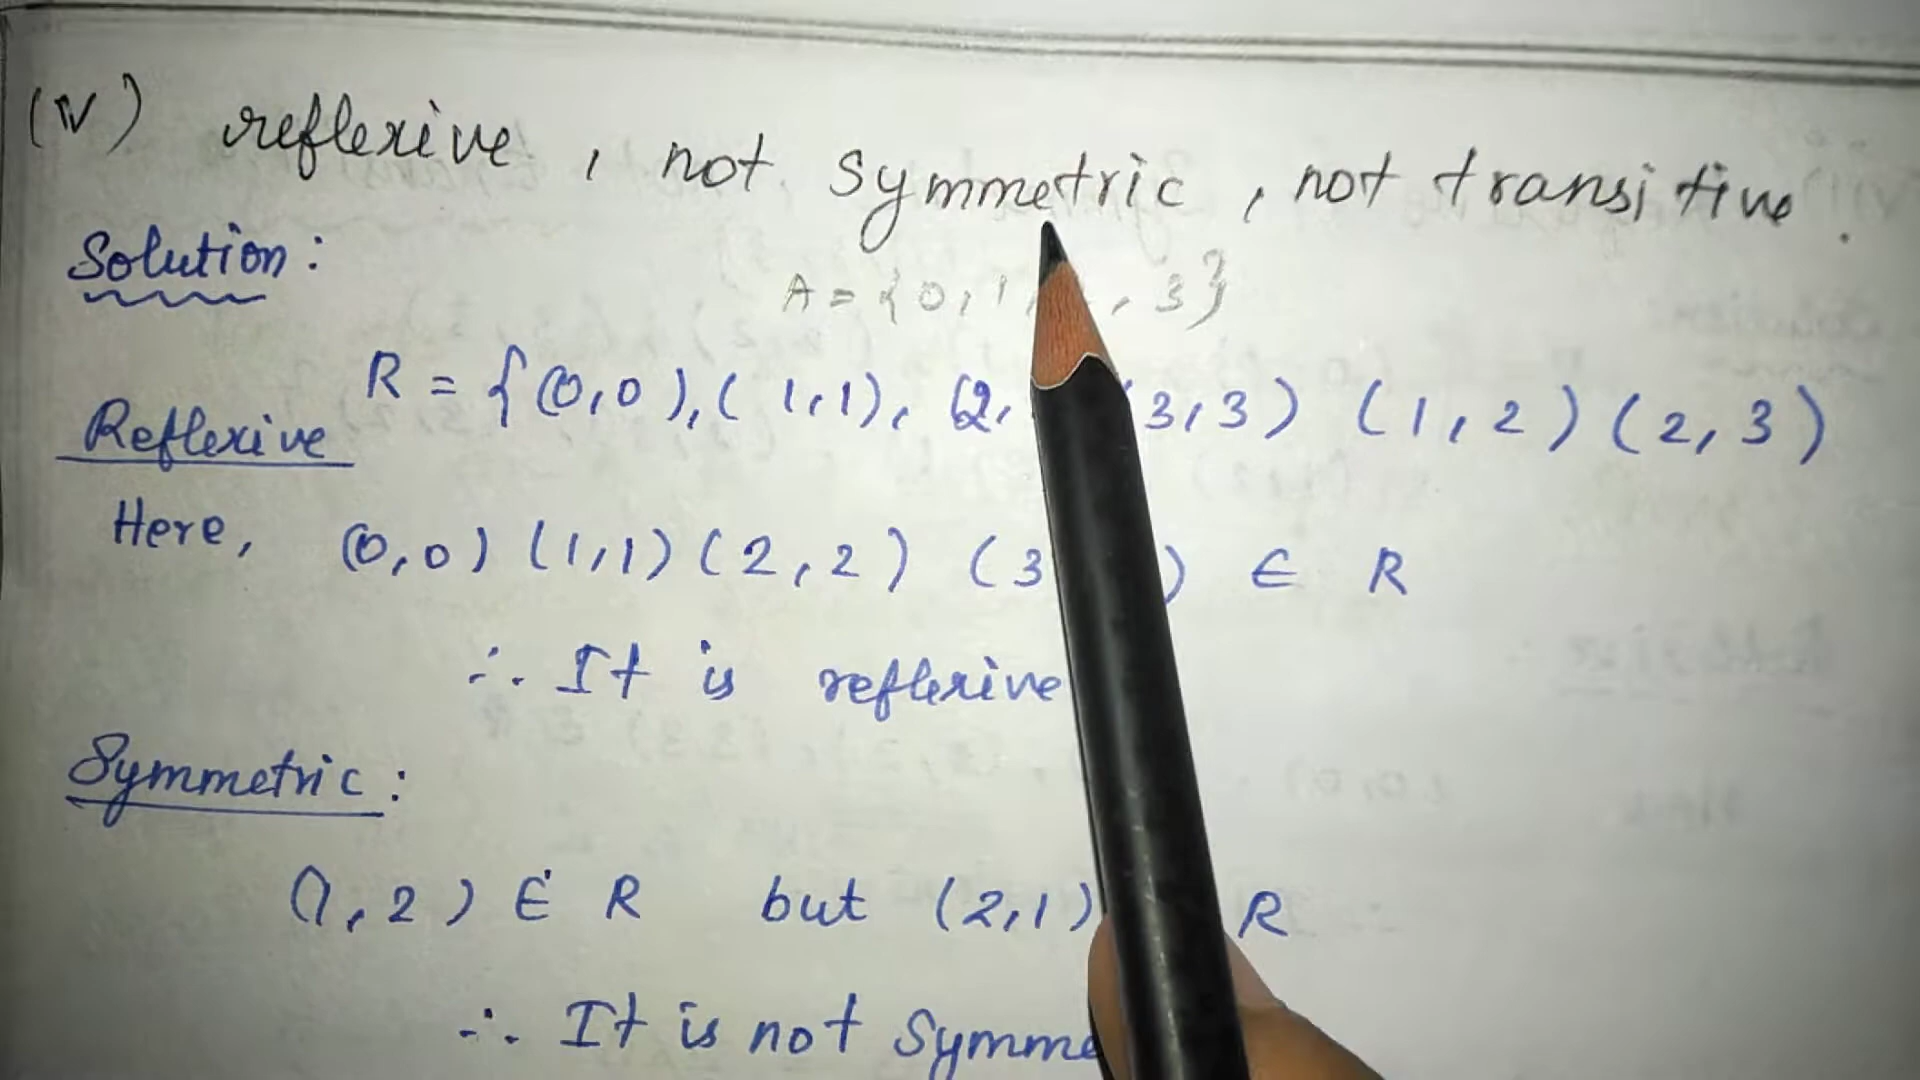 (iv) reflexive, not symmetric, not transitive.
Solution:
A = {0,1, , 3}
R = {(0,0),(1,1), (2, 3,3) (1,2) (2,3)
Reflexive
Here, (0,0) (1,1) (2,2) (3 ) ∈ R
∴ It is reflexive
Symmetric:
(1,2) ∈ R but (2,1) R
∴ It is not Symme